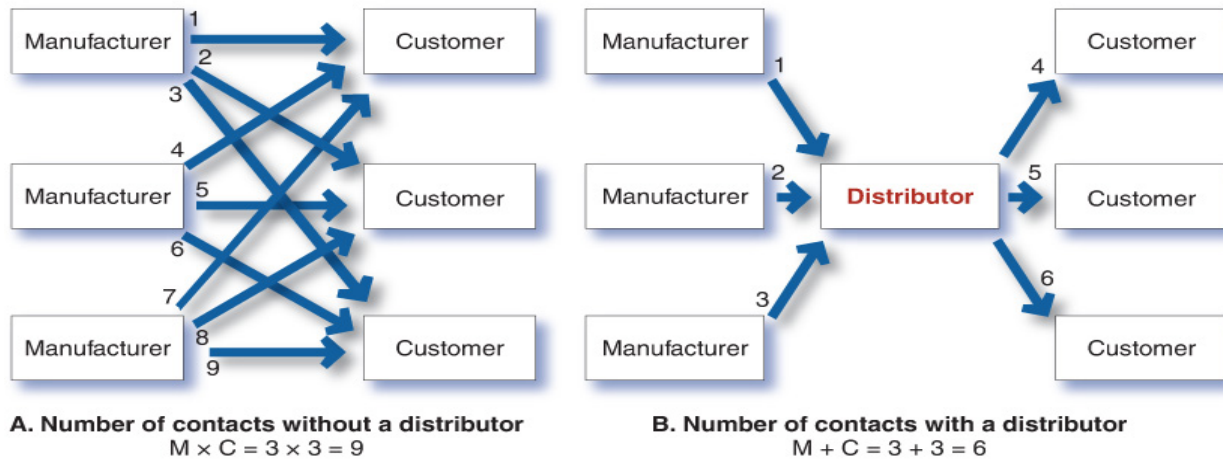 Manufacturer
1
2
3
Customer
Manufacturer
4
5
6
Customer
Manufacturer
7
8
9
Customer
A. Number of contacts without a distributor
M × C = 3 × 3 = 9
Manufacturer
1
Manufacturer
2
Manufacturer
3
Distributor
4
Customer
5
Customer
6
Customer
B. Number of contacts with a distributor
M + C = 3 + 3 = 6